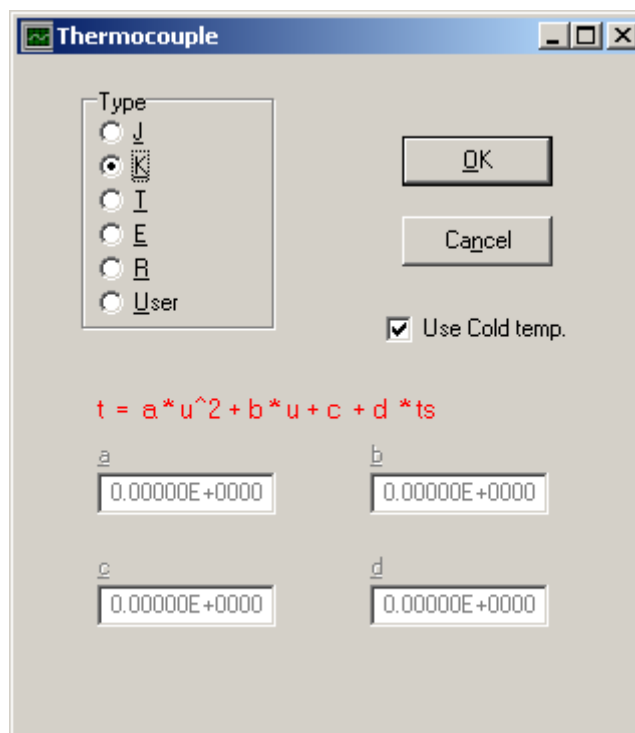 Thermocouple
Type
J
K
T
E
R
User
OK
Cancel
Use Cold temp.
t = a*u^2+b*u+c +d *ts
a
0.00000E+0000
b
0.00000E+0000
c
0.00000E+0000
d
0.00000E+0000